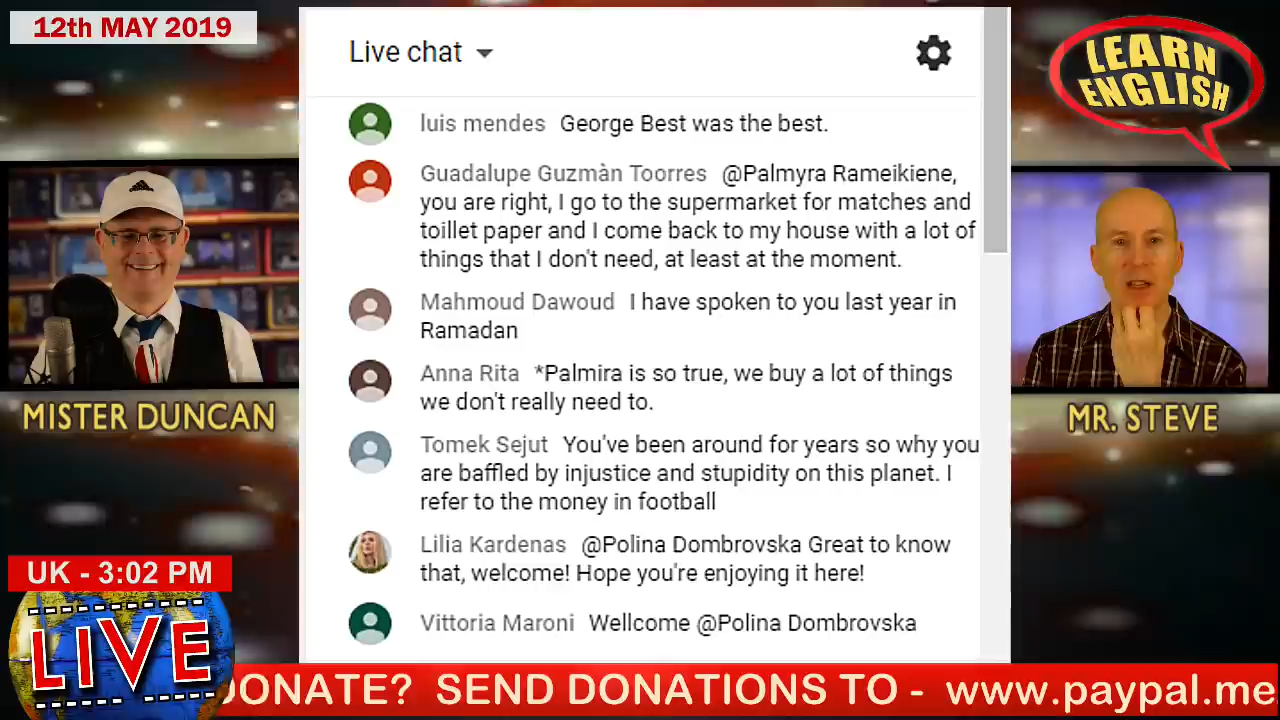 12th MAY 2019
Live chat
LEARN
ENGLISH
luis mendes George Best was the best.
Guadalupe Guzmàn Toorres @Palmyra Rameikiene,
you are right, I go to the supermarket for matches and
toillet paper and I come back to my house with a lot of
things that I don't need, at least at the moment.
Mahmoud Dawoud I have spoken to you last year in
Ramadan
Anna Rita *Palmira is so true, we buy a lot of things
we don't really need to.
MISTER DUNCAN
MR. STEVE
Tomek Sejut You've been around for years so why you
are baffled by injustice and stupidity on this planet. I
refer to the money in football
Lilia Kardenas @Polina Dombrovska Great to know
that, welcome! Hope you're enjoying it here!
UK - 3:02 PM
Vittoria Maroni Wellcome @Polina Dombrovska
LIVE
DONATE? SEND DONATIONS TO - www.paypal.me